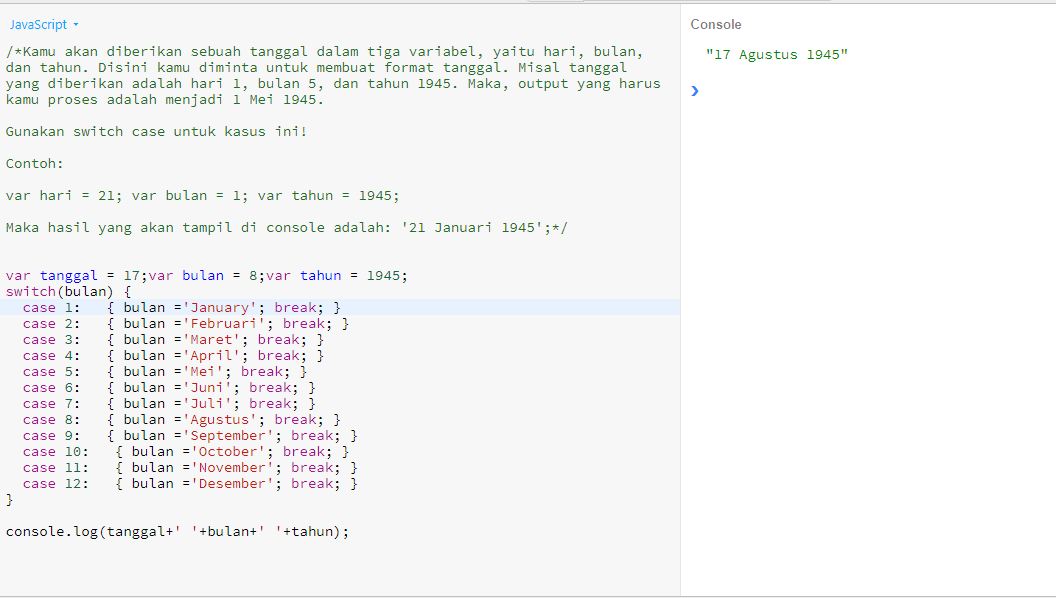 JavaScript
Console
/*Kamu akan diberikan sebuah tanggal dalam tiga variabel, yaitu hari, bulan,
dan tahun. Disini kamu diminta untuk membuat format tanggal. Misal tanggal
yang diberikan adalah hari 1, bulan 5, dan tahun 1945. Maka, output yang harus
kamu proses adalah menjadi 1 Mei 1945.
Gunakan switch case untuk kasus ini!
Contoh:
var hari = 21; var bulan = 1; var tahun = 1945;
Maka hasil yang akan tampil di console adalah: '21 Januari 1945';*/
var tanggal = 17;var bulan = 8;var tahun = 1945;
switch(bulan) {
  case 1:   { bulan ='January'; break; }
  case 2:   { bulan ='Februari'; break; }
  case 3:   { bulan ='Maret'; break; }
  case 4:   { bulan ='April'; break; }
  case 5:   { bulan ='Mei'; break; }
  case 6:   { bulan ='Juni'; break; }
  case 7:   { bulan ='Juli'; break; }
  case 8:   { bulan ='Agustus'; break; }
  case 9:   { bulan ='September'; break; }
  case 10:   { bulan ='October'; break; }
  case 11:   { bulan ='November'; break; }
  case 12:   { bulan ='Desember'; break; }
}
console.log(tanggal+' '+bulan+' '+tahun);
"17 Agustus 1945"